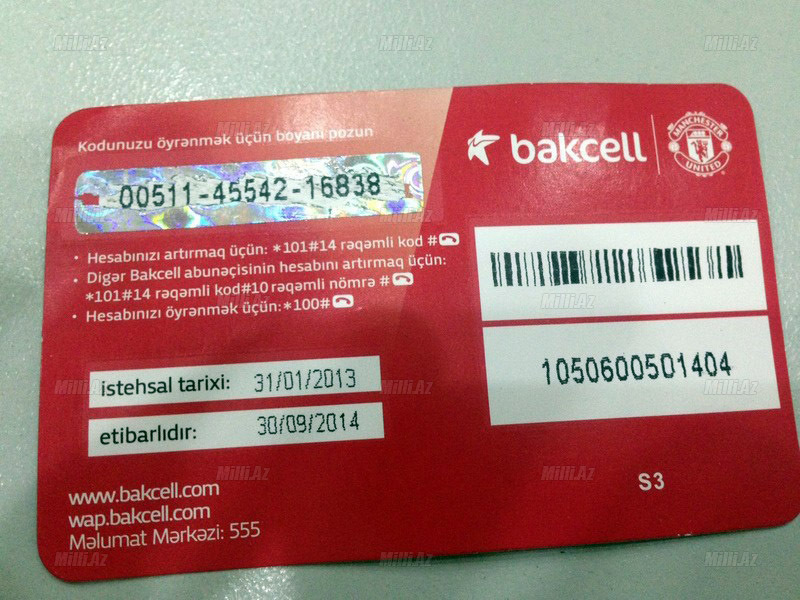 Kodunuzu öyrənmək üçün boyanı pozun
00511-45542-16838
• Hesabınızı artırmaq üçün: *101#14 rəqəmli kod #
• Digər Bakcell abunəçisinin hesabını artırmaq üçün:
*101#14 rəqəmli kod#10 rəqəmli nömrə #
• Hesabınızı öyrənmək üçün:*100#
istehsal tarixi: 31/01/2013
etibarlıdır: 30/09/2014
www.bakcell.com
wap.bakcell.com
Məlumat Mərkəzi: 555
bakcell
MANCHESTER
UNITED
1050600501404
S3
Milli.Az